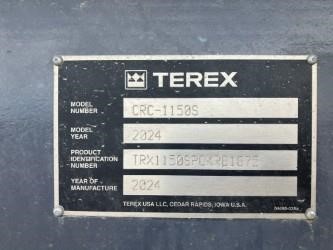 TEREX
MODEL NUMBER CRC-1150S
MODEL YEAR 2024
PRODUCT IDENTIFICATION NUMBER
YEAR OF MANUFACTURE 2024
TEREX USA LLC, CEDAR RAPIDS, IOWA U.S.A.